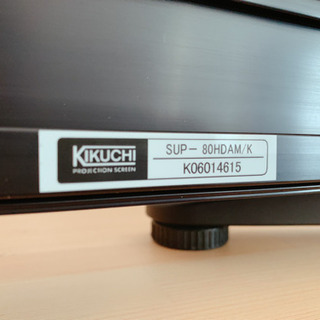 KIKUCHI
PROJECTION SCREEN
SUP- 80HDAM/K
K06014615